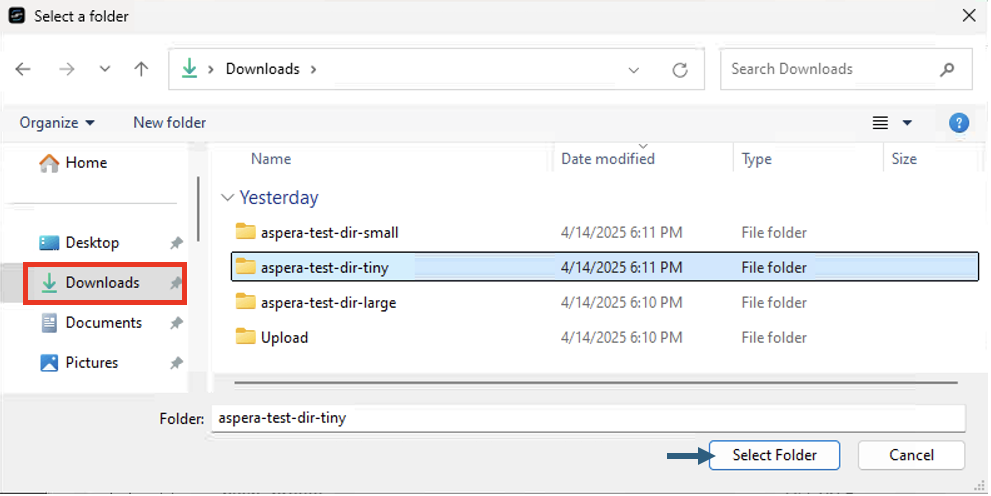 Select a folder
Downloads
Search Downloads
Organize
New folder
Name Date modified Type Size
Home
Desktop
Downloads
Documents
Pictures
Yesterday
aspera-test-dir-small 4/14/2025 6:11 PM File folder
aspera-test-dir-tiny 4/14/2025 6:11 PM File folder
aspera-test-dir-large 4/14/2025 6:10 PM File folder
Upload 4/14/2025 6:10 PM File folder
Folder: aspera-test-dir-tiny
Select Folder
Cancel